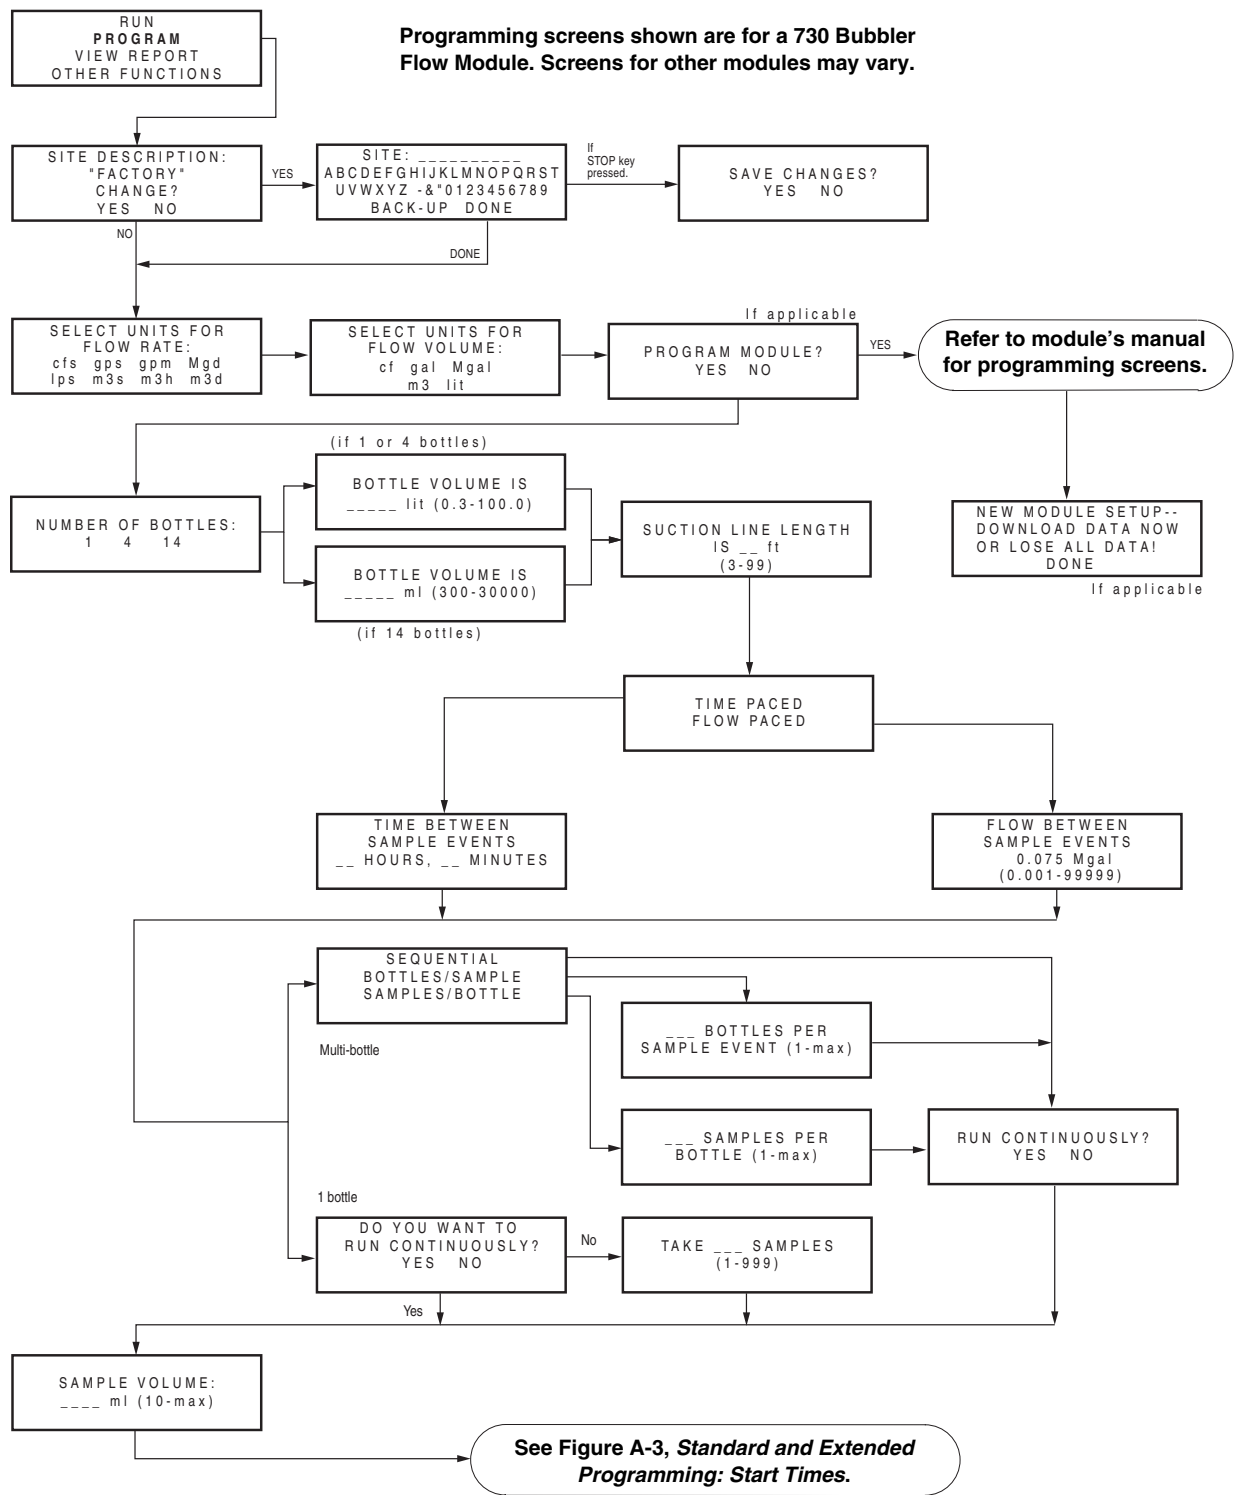 RUN
PROGRAM
VIEW REPORT
OTHER FUNCTIONS
Programming screens shown are for a 730 Bubbler
Flow Module. Screens for other modules may vary.
SITE DESCRIPTION:
"FACTORY"
CHANGE?
YES NO
YES
SITE: __________
ABCDEFGHIJKLMNOPQRST
UVWXYZ -&"0123456789
BACK-UP DONE
If
STOP key
pressed.
SAVE CHANGES?
YES NO
NO
DONE
SELECT UNITS FOR
FLOW RATE:
cfs gps gpm Mgd
lps m3s m3h m3d
SELECT UNITS FOR
FLOW VOLUME:
cf gal Mgal
m3 lit
If applicable
PROGRAM MODULE?
YES NO
YES
Refer to module's manual
for programming screens.
NUMBER OF BOTTLES:
1 4 14
(if 1 or 4 bottles)
BOTTLE VOLUME IS
_____ lit (0.3-100.0)
BOTTLE VOLUME IS
_____ ml (300-30000)
(if 14 bottles)
SUCTION LINE LENGTH
IS __ ft
(3-99)
NEW MODULE SETUP--
DOWNLOAD DATA NOW
OR LOSE ALL DATA!
DONE
If applicable
TIME PACED
FLOW PACED
TIME BETWEEN
SAMPLE EVENTS
__ HOURS, __ MINUTES
FLOW BETWEEN
SAMPLE EVENTS
0.075 Mgal
(0.001-99999)
SEQUENTIAL
BOTTLES/SAMPLE
SAMPLES/BOTTLE
Multi-bottle
___ BOTTLES PER
SAMPLE EVENT (1-max)
___ SAMPLES PER
BOTTLE (1-max)
RUN CONTINUOUSLY?
YES NO
1 bottle
DO YOU WANT TO
RUN CONTINUOUSLY?
YES NO
No
TAKE ___ SAMPLES
(1-999)
Yes
SAMPLE VOLUME:
____ ml (10-max)
See Figure A-3, Standard and Extended
Programming: Start Times.